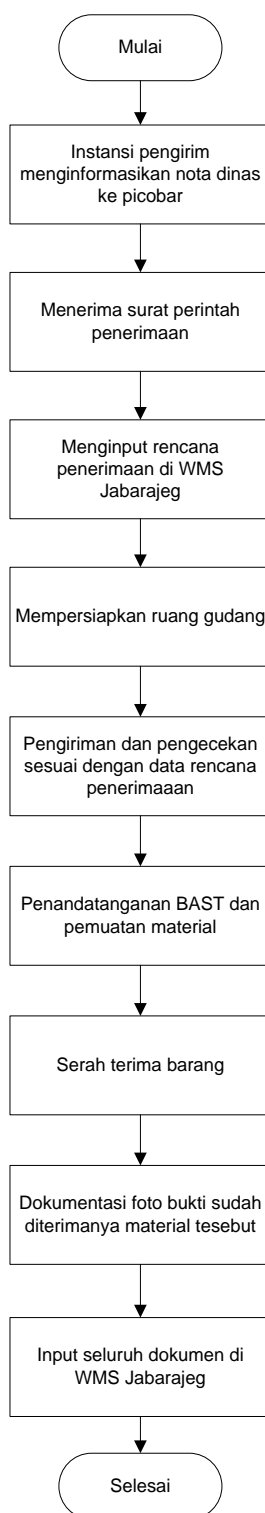 Mulai
Instansi pengirim
menginformasikan nota dinas
ke picobar
Menerima surat perintah
penerimaan
Menginput rencana
penerimaan di WMS
Jabarajeg
Mempersiapkan ruang gudang
Pengiriman dan pengecekan
sesuai dengan data rencana
penerimaaan
Penandatanganan BAST dan
pemuatan material
Serah terima barang
Dokumentasi foto bukti sudah
diterimanya material tesebut
Input seluruh dokumen di
WMS Jabarajeg
Selesai